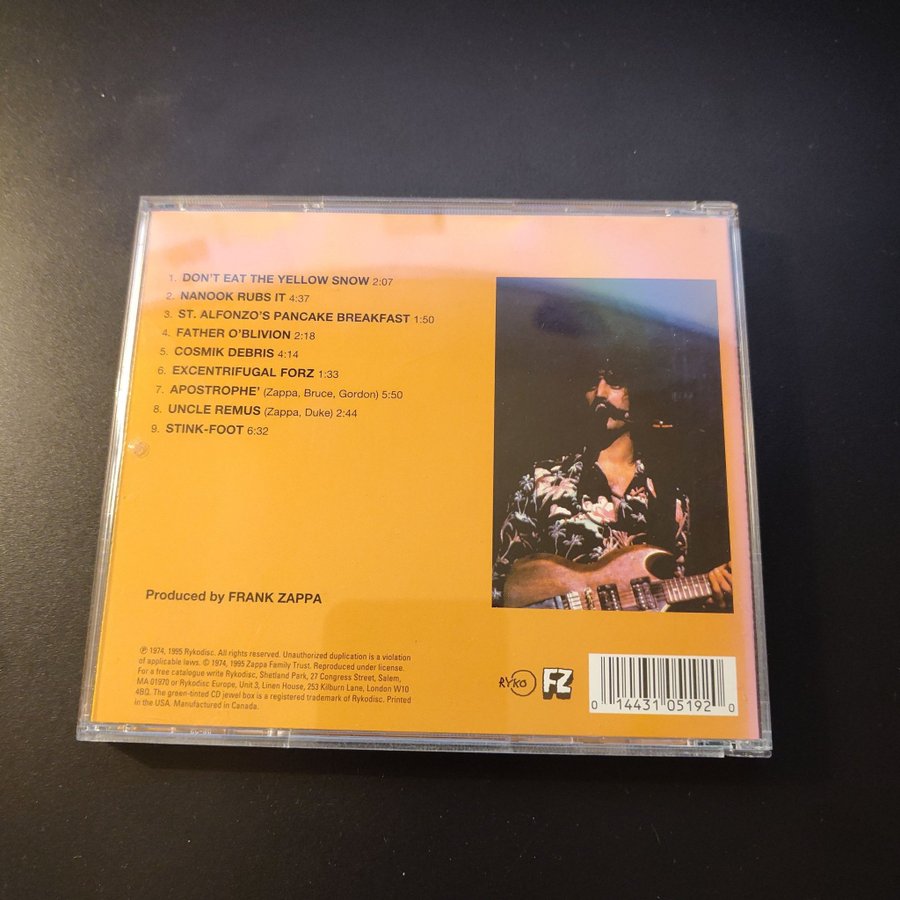 1. DON'T EAT THE YELLOW SNOW 2:07
2. NANOOK RUBS IT 4:37
3. ST. ALFONZO'S PANCAKE BREAKFAST 1:50
4. FATHER O'BLIVION 2:18
5. COSMIK DEBRIS 4:14
6. EXCENTRIFUGAL FORZ 1:33
7. APOSTROPHE' (Zappa, Bruce, Gordon) 5:50
8. UNCLE REMUS (Zappa, Duke) 2:44
9. STINK-FOOT 6:32
Produced by FRANK ZAPPA
℗ 1974, 1995 Rykodisc. All rights reserved. Unauthorized duplication is a violation
of applicable laws. © 1974, 1995 Zappa Family Trust. Reproduced under license.
For a free catalogue write Rykodisc, Shetland Park, 27 Congress Street, Salem,
MA 01970 or Rykodisc Europe, Unit 3, Linen House, 253 Kilburn Lane, London W10
4BQ. The green-tinted CD jewel box is a registered trademark of Rykodisc. Printed
in the USA. Manufactured in Canada.
RYKO
FZ
0 14431 05192 0